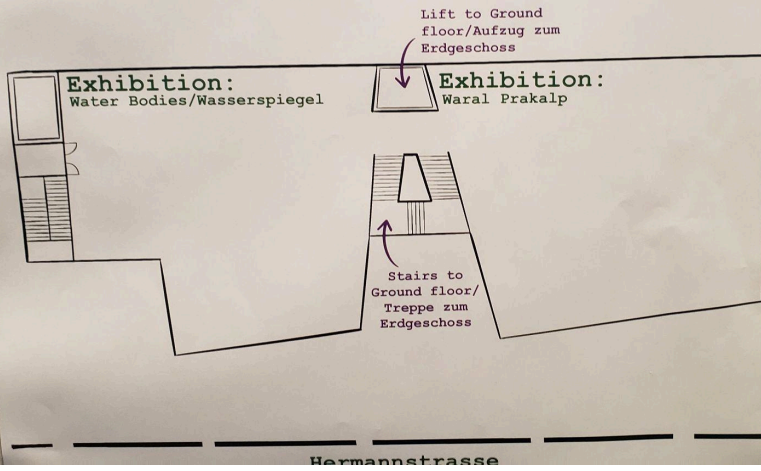 Lift to Ground
floor/Aufzug zum
Erdgeschoss
Exhibition:
Water Bodies/Wasserspiegel
Exhibition:
Waral Prakalp
Stairs to
Ground floor/
Treppe zum
Erdgeschoss
Hermannstrasse